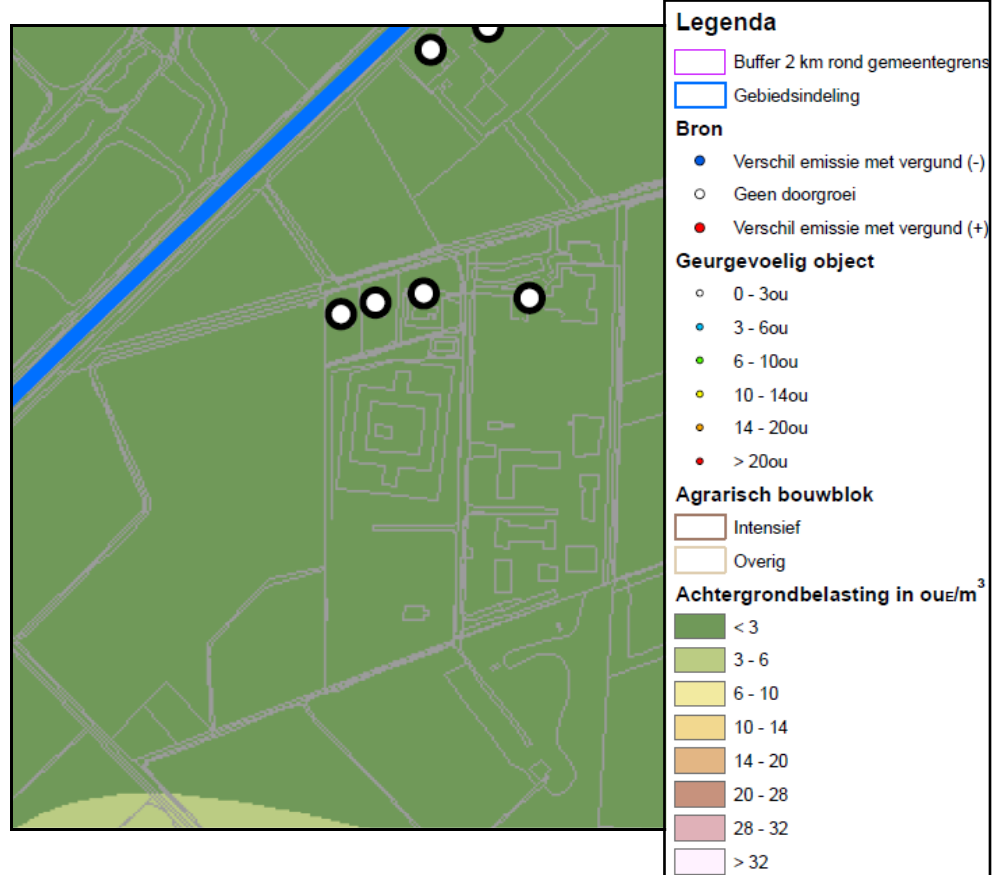 Legenda
Buffer 2 km rond gemeentegrens
Gebiedsindeling
Bron
Verschil emissie met vergund (-)
Geen doorgroei
Verschil emissie met vergund (+)
Geurgevoelig object
0 - 3ou
3 - 6ou
6 - 10ou
10 - 14ou
14 - 20ou
> 20ou
Agrarisch bouwblok
Intensief
Overig
Achtergrondbelasting in ouE/m³
< 3
3 - 6
6 - 10
10 - 14
14 - 20
20 - 28
28 - 32
> 32